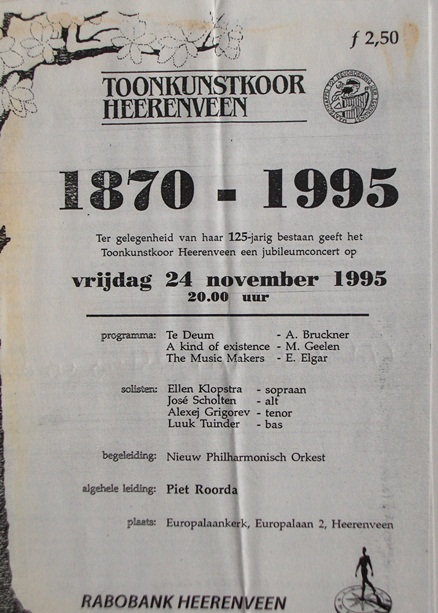 f 2,50
TOONKUNSTKOOR
HEERENVEEN
1870 - 1995
Ter gelegenheid van haar 125-jarig bestaan geeft het
Toonkunstkoor Heerenveen een jubileumconcert op
vrijdag 24 november 1995
20.00 uur
programma: Te Deum - A. Bruckner
A kind of existence - M. Geelen
The Music Makers - E. Elgar
solisten: Ellen Klopstra - sopraan
José Scholten - alt
Alexej Grigorev - tenor
Luuk Tuinder - bas
begeleiding: Nieuw Philharmonisch Orkest
algehele leiding: Piet Roorda
plaats: Europalaankerk, Europalaan 2, Heerenveen
RABOBANK HEERENVEEN